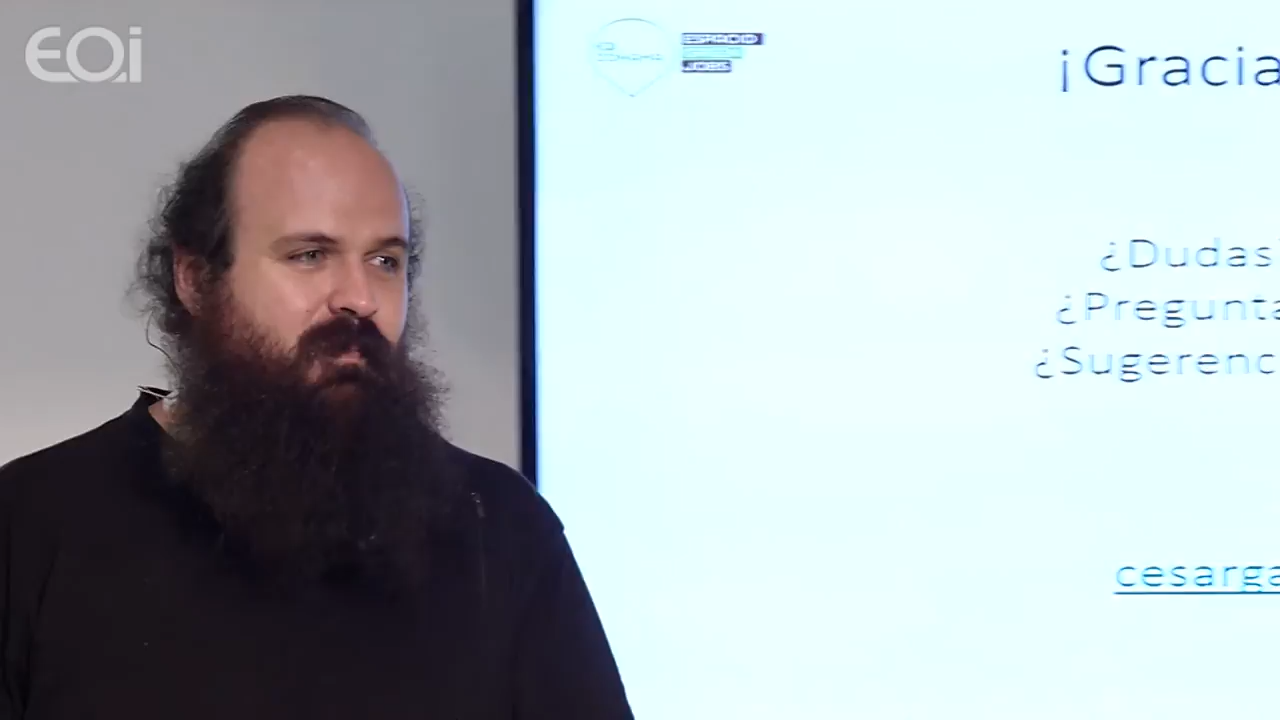 EOi
¡Gracia
¿Dudas
¿Pregunta
¿Sugerenc
cesarga